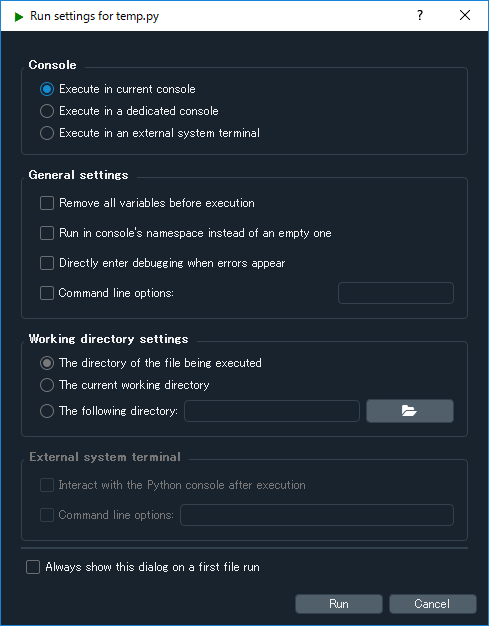 Run settings for temp.py
?
Console
Execute in current console
Execute in a dedicated console
Execute in an external system terminal
General settings
Remove all variables before execution
Run in console's namespace instead of an empty one
Directly enter debugging when errors appear
Command line options:
Working directory settings
The directory of the file being executed
The current working directory
The following directory:
External system terminal
Interact with the Python console after execution
Command line options:
Always show this dialog on a first file run
Run Cancel